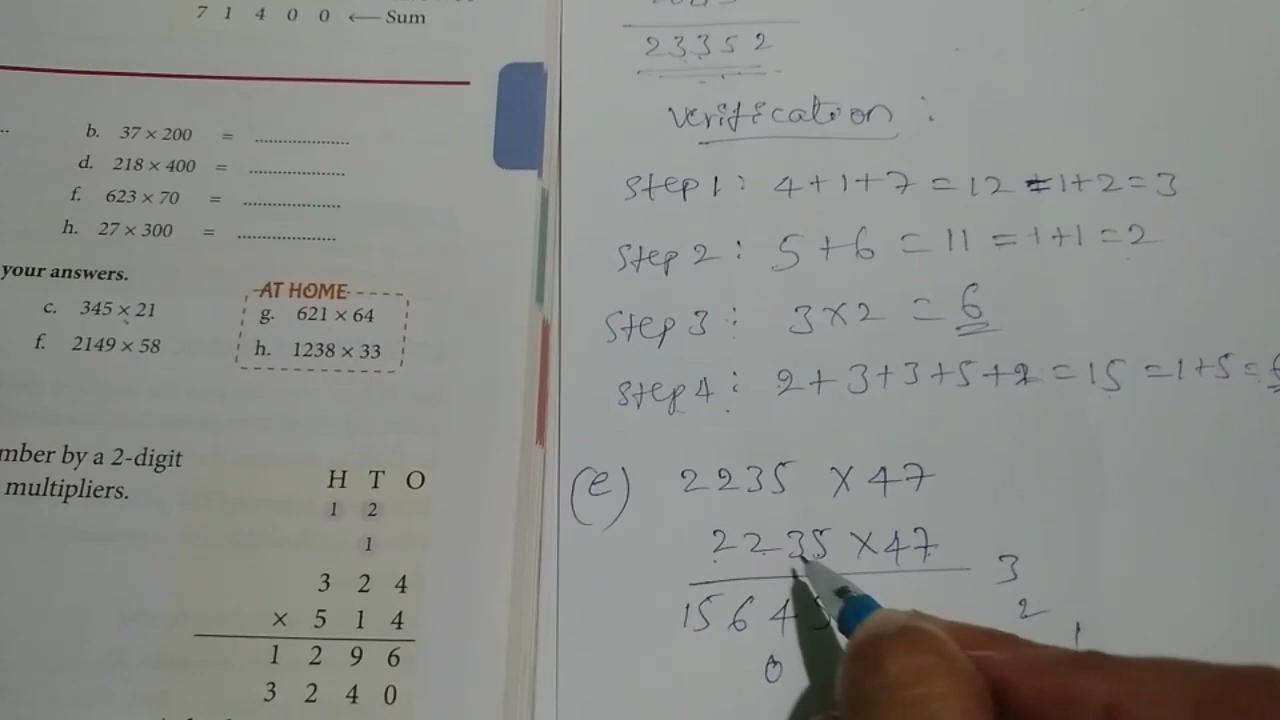 7 1 4 0 0 ← Sum
b. 37 × 200 = ....................
d. 218 × 400 = ....................
f. 623 × 70 = ....................
h. 27 × 300 = ....................
your answers.
c. 345 × 21
f. 2149 × 58
AT HOME
g. 621 × 64
h. 1238 × 33
mber by a 2-digit
multipliers.
H T O
1 2
1
3 2 4
× 5 1 4
1 2 9 6
3 2 4 0
23352
Verification :
Step 1 : 4+1+7 = 12 = 1+2 = 3
Step 2 : 5+6 = 11 = 1+1 = 2
Step 3 : 3×2 = 6
Step 4 : 2+3+3+5+2 = 15 = 1+5 =
(e) 2235 × 47
2235 × 47
3
1564
2
1
0